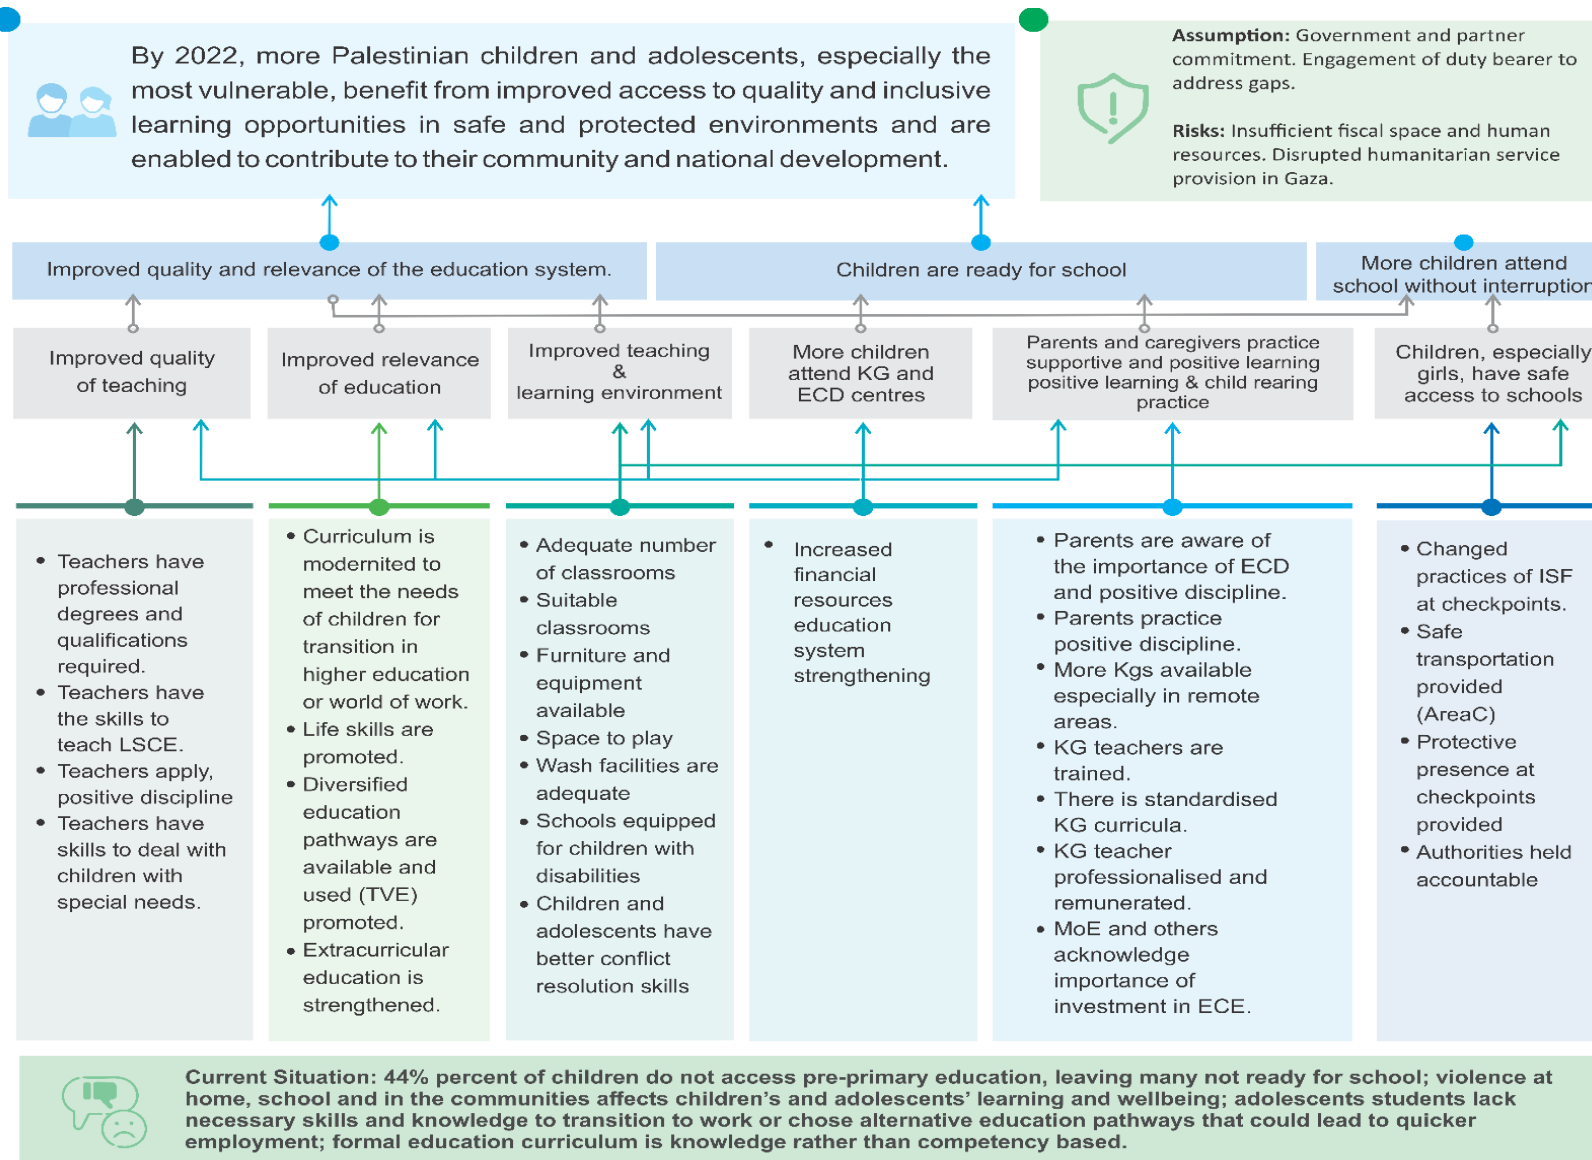 By 2022, more Palestinian children and adolescents, especially the
most vulnerable, benefit from improved access to quality and inclusive
learning opportunities in safe and protected environments and are
enabled to contribute to their community and national development.
Assumption: Government and partner
commitment. Engagement of duty bearer to
address gaps.
Risks: Insufficient fiscal space and human
resources. Disrupted humanitarian service
provision in Gaza.
Improved quality and relevance of the education system.
Children are ready for school
More children attend
school without interruption
Improved quality
of teaching
Improved relevance
of education
Improved teaching
&
learning environment
More children
attend KG and
ECD centres
Parents and caregivers practice
supportive and positive learning
positive learning & child rearing
practice
Children, especially
girls, have safe
access to schools
• Teachers have
professional
degrees and
qualifications
required.
• Teachers have
the skills to
teach LSCE.
• Teachers apply,
positive discipline
• Teachers have
skills to deal with
children with
special needs.
• Curriculum is
modernited to
meet the needs
of children for
transition in
higher education
or world of work.
• Life skills are
promoted.
• Diversified
education
pathways are
available and
used (TVE)
promoted.
• Extracurricular
education is
strengthened.
• Adequate number
of classrooms
• Suitable
classrooms
• Furniture and
equipment
available
• Space to play
• Wash facilities are
adequate
• Schools equipped
for children with
disabilities
• Children and
adolescents have
better conflict
resolution skills
• Increased
financial
resources
education
system
strengthening
• Parents are aware of
the importance of ECD
and positive discipline.
• Parents practice
positive discipline.
• More Kgs available
especially in remote
areas.
• KG teachers are
trained.
• There is standardised
KG curricula.
• KG teacher
professionalised and
remunerated.
• MoE and others
acknowledge
importance of
investment in ECE.
• Changed
practices of ISF
at checkpoints.
• Safe
transportation
provided
(AreaC)
• Protective
presence at
checkpoints
provided
• Authorities held
accountable
Current Situation: 44% percent of children do not access pre-primary education, leaving many not ready for school; violence at
home, school and in the communities affects children's and adolescents' learning and wellbeing; adolescents students lack
necessary skills and knowledge to transition to work or chose alternative education pathways that could lead to quicker
employment; formal education curriculum is knowledge rather than competency based.